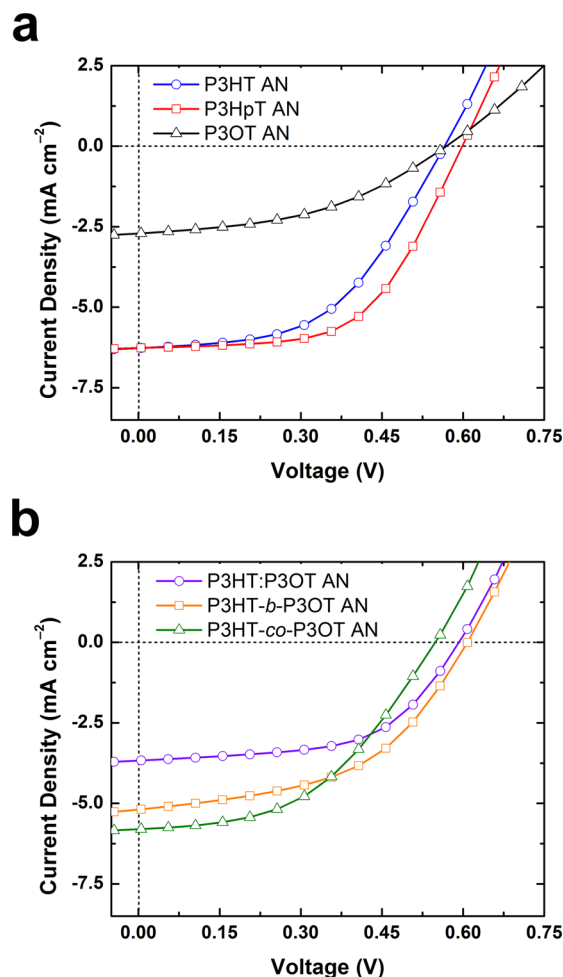 a
2.5
0.0
-2.5
-5.0
-7.5
Current Density (mA cm⁻²)
P3HT AN
P3HpT AN
P3OT AN
0.00 0.15 0.30 0.45 0.60 0.75
Voltage (V)
b
2.5
0.0
-2.5
-5.0
-7.5
Current Density (mA cm⁻²)
P3HT:P3OT AN
P3HT-b-P3OT AN
P3HT-co-P3OT AN
0.00 0.15 0.30 0.45 0.60 0.75
Voltage (V)